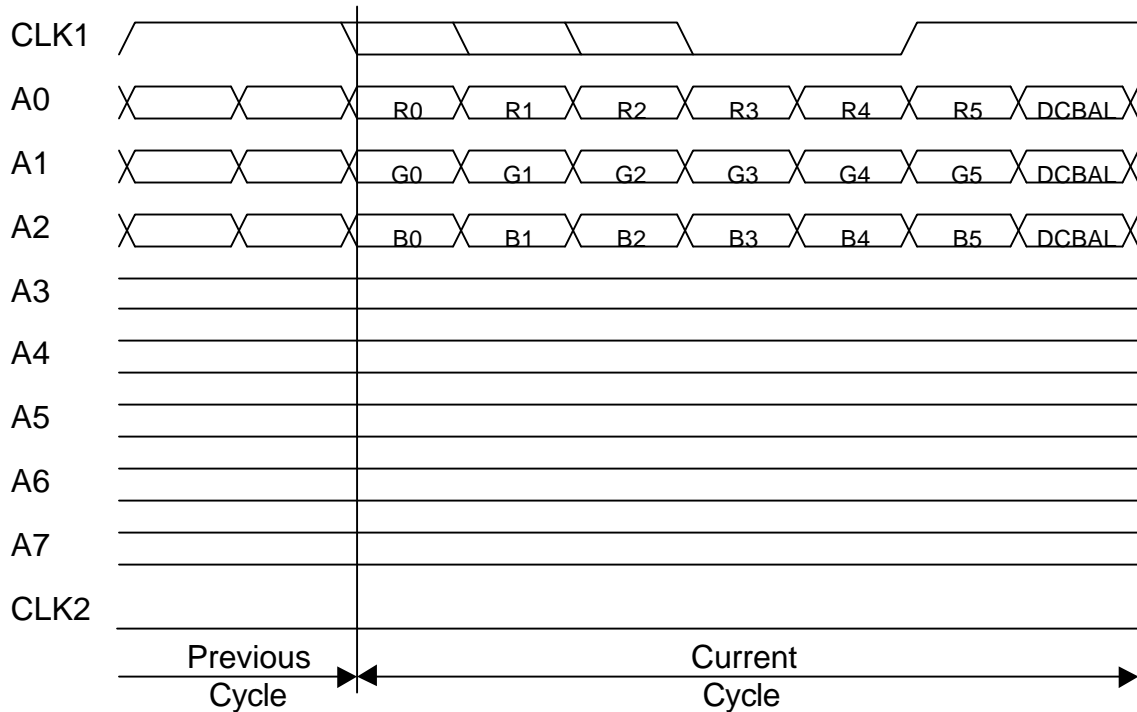 CLK1
A0 R0 R1 R2 R3 R4 R5 DCBAL
A1 G0 G1 G2 G3 G4 G5 DCBAL
A2 B0 B1 B2 B3 B4 B5 DCBAL
A3
A4
A5
A6
A7
CLK2
Previous Current
Cycle Cycle